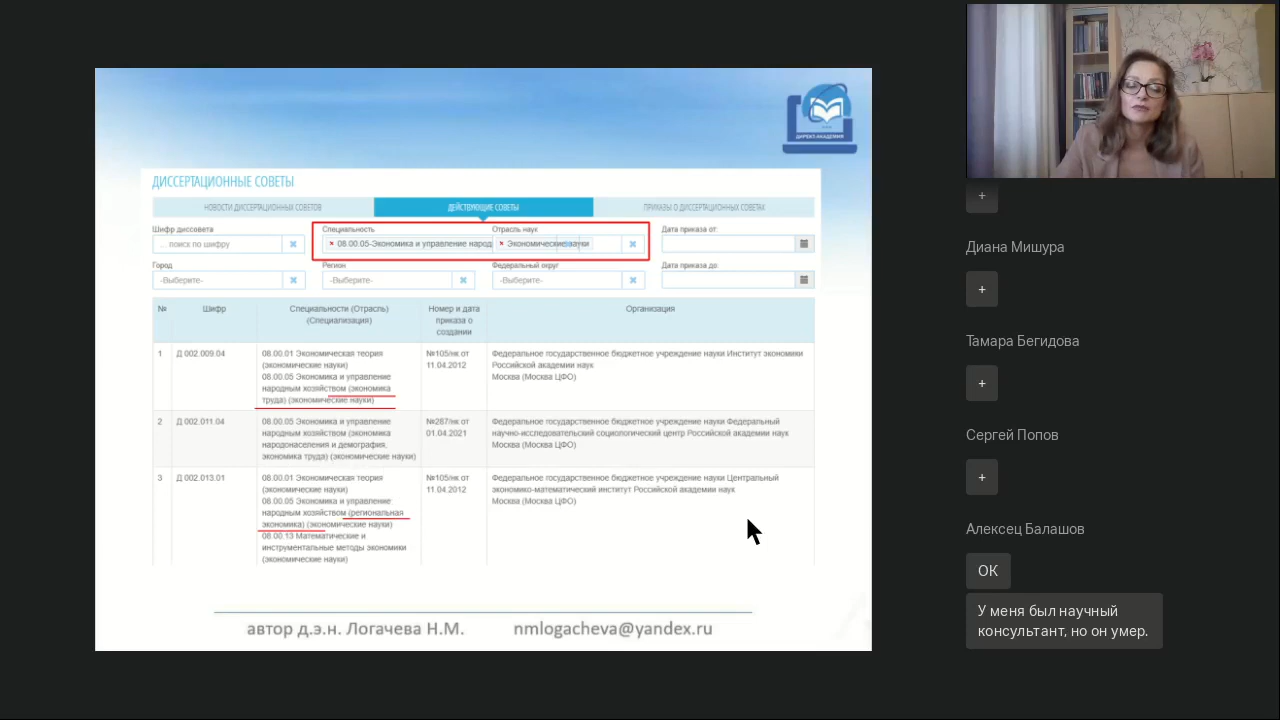 ДИРЕКТ-АКАДЕМИЯ
ДИССЕРТАЦИОННЫЕ СОВЕТЫ
НОВОСТИ ДИССЕРТАЦИОННЫХ СОВЕТОВ
ДЕЙСТВУЮЩИЕ СОВЕТЫ
ПРИКАЗЫ О ДИССЕРТАЦИОННЫХ СОВЕТАХ
Шифр диссовета
Специальность
Отрасль наук
Дата приказа от:
... поиск по шифру
× 08.00.05-Экономика и управление народ
× Экономические науки
Город
Регион
Федеральный округ
Дата приказа до:
-Выберите-
-Выберите-
-Выберите-
№
Шифр
Специальности (Отрасль)
(Специализация)
Номер и дата
приказа о
создании
Организация
1
Д 002.009.04
08.00.01 Экономическая теория
(экономические науки)
08.00.05 Экономика и управление
народным хозяйством (экономика
труда) (экономические науки)
№105/нк от
11.04.2012
Федеральное государственное бюджетное учреждение науки Институт экономики
Российской академии наук
Москва (Москва ЦФО)
2
Д 002.011.04
08.00.05 Экономика и управление
народным хозяйством (экономика
народонаселения и демография,
экономика труда) (экономические науки)
№287/нк от
01.04.2021
Федеральное государственное бюджетное учреждение науки Федеральный
научно-исследовательский социологический центр Российской академии наук
Москва (Москва ЦФО)
3
Д 002.013.01
08.00.01 Экономическая теория
(экономические науки)
08.00.05 Экономика и управление
народным хозяйством (региональная
экономика) (экономические науки)
08.00.13 Математические и
инструментальные методы экономики
(экономические науки)
№105/нк от
11.04.2012
Федеральное государственное бюджетное учреждение науки Центральный
экономико-математический институт Российской академии наук
Москва (Москва ЦФО)
автор д.э.н. Логачева Н.М.
nmlogacheva@yandex.ru
+
Диана Мишура
+
Тамара Бегидова
+
Сергей Попов
+
Алексец Балашов
ОК
У меня был научный
консультант, но он умер.